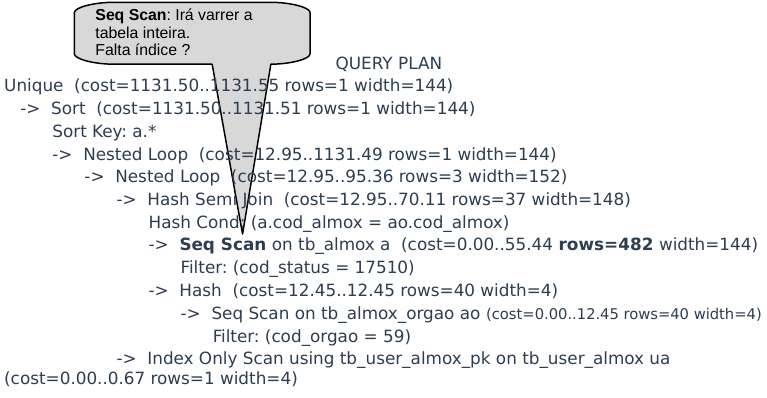 Seq Scan: Irá varrer a
tabela inteira.
Falta índice ?
QUERY PLAN
Unique (cost=1131.50..1131.55 rows=1 width=144)
-> Sort (cost=1131.50..1131.51 rows=1 width=144)
Sort Key: a.*
-> Nested Loop (cost=12.95..1131.49 rows=1 width=144)
-> Nested Loop (cost=12.95..95.36 rows=3 width=152)
-> Hash Semi Join (cost=12.95..70.11 rows=37 width=148)
Hash Cond: (a.cod_almox = ao.cod_almox)
-> Seq Scan on tb_almox a (cost=0.00..55.44 rows=482 width=144)
Filter: (cod_status = 17510)
-> Hash (cost=12.45..12.45 rows=40 width=4)
-> Seq Scan on tb_almox_orgao ao (cost=0.00..12.45 rows=40 width=4)
Filter: (cod_orgao = 59)
-> Index Only Scan using tb_user_almox_pk on tb_user_almox ua
(cost=0.00..0.67 rows=1 width=4)